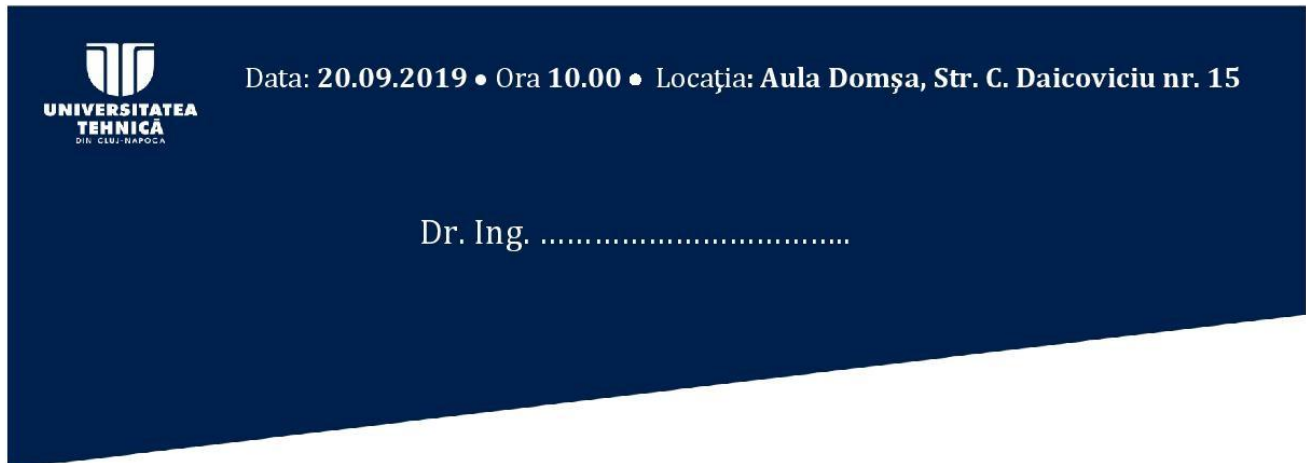 UNIVERSITATEA
TEHNICĂ
DIN CLUJ-NAPOCA
Data: 20.09.2019 • Ora 10.00 • Locaţia: Aula Domşa, Str. C. Daicoviciu nr. 15
Dr. Ing. ……………………………..